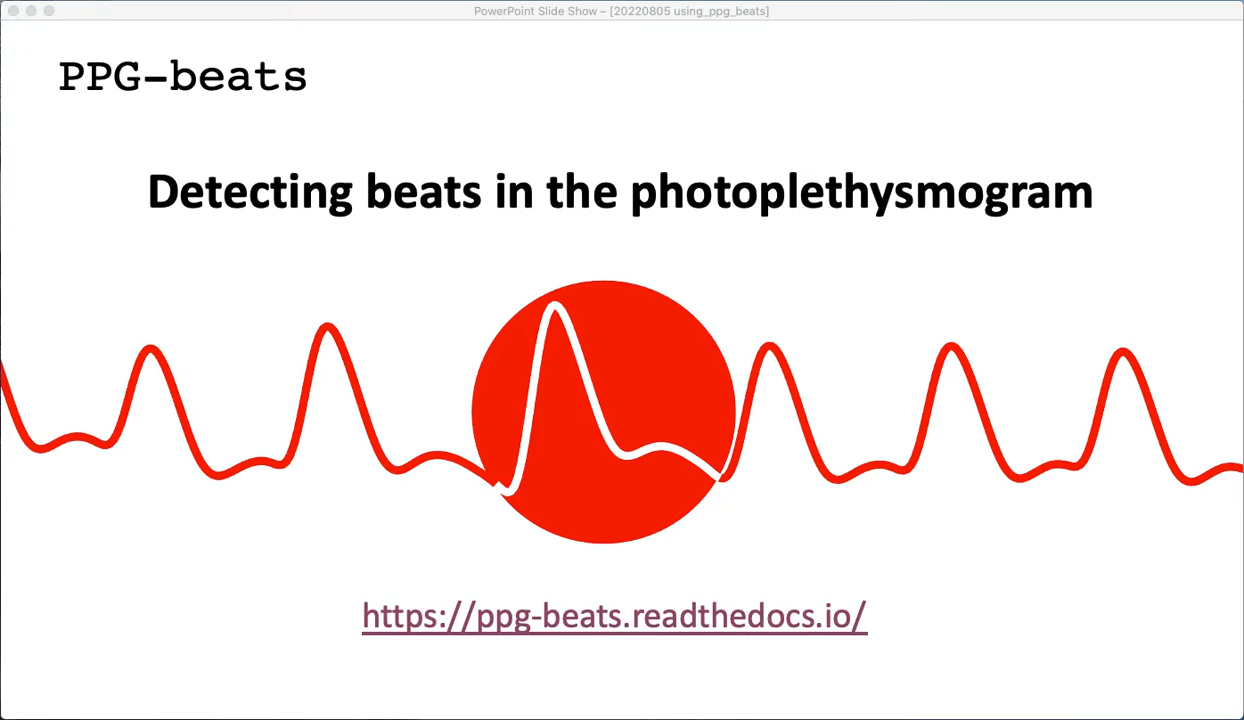 PowerPoint Slide Show – [20220805 using_ppg_beats]
PPG-beats
Detecting beats in the photoplethysmogram
https://ppg-beats.readthedocs.io/